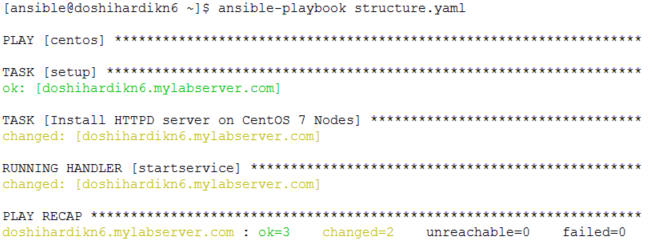 [ansible@doshihardikn6 ~]$ ansible-playbook structure.yaml
PLAY [centos] ******************************************************************
TASK [setup] *******************************************************************
ok: [doshihardikn6.mylabserver.com]
TASK [Install HTTPD server on CentOS 7 Nodes] **********************************
changed: [doshihardikn6.mylabserver.com]
RUNNING HANDLER [startservice] *************************************************
changed: [doshihardikn6.mylabserver.com]
PLAY RECAP *********************************************************************
doshihardikn6.mylabserver.com : ok=3    changed=2    unreachable=0    failed=0